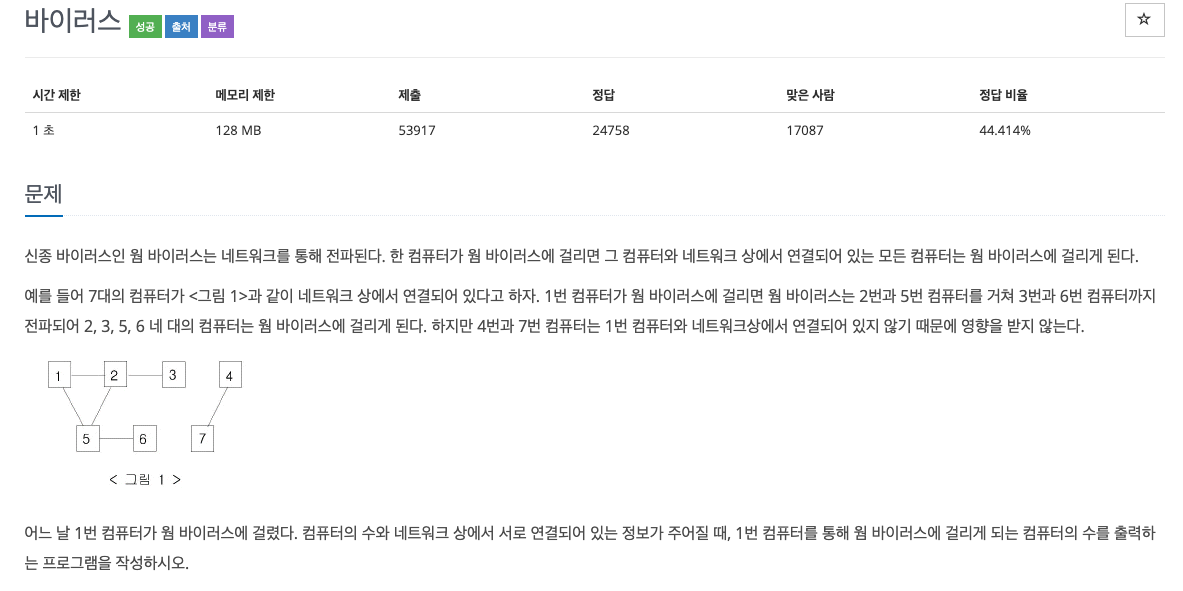 바이러스 성공 출처 분류
☆
시간 제한 메모리 제한 제출 정답 맞은 사람 정답 비율
1 초 128 MB 53917 24758 17087 44.414%
문제
신종 바이러스인 웜 바이러스는 네트워크를 통해 전파된다. 한 컴퓨터가 웜 바이러스에 걸리면 그 컴퓨터와 네트워크 상에서 연결되어 있는 모든 컴퓨터는 웜 바이러스에 걸리게 된다.
예를 들어 7대의 컴퓨터가 <그림 1>과 같이 네트워크 상에서 연결되어 있다고 하자. 1번 컴퓨터가 웜 바이러스에 걸리면 웜 바이러스는 2번과 5번 컴퓨터를 거쳐 3번과 6번 컴퓨터까지
전파되어 2, 3, 5, 6 네 대의 컴퓨터는 웜 바이러스에 걸리게 된다. 하지만 4번과 7번 컴퓨터는 1번 컴퓨터와 네트워크상에서 연결되어 있지 않기 때문에 영향을 받지 않는다.
1 2 3 4
5 6 7
< 그림 1 >
어느 날 1번 컴퓨터가 웜 바이러스에 걸렸다. 컴퓨터의 수와 네트워크 상에서 서로 연결되어 있는 정보가 주어질 때, 1번 컴퓨터를 통해 웜 바이러스에 걸리게 되는 컴퓨터의 수를 출력하
는 프로그램을 작성하시오.